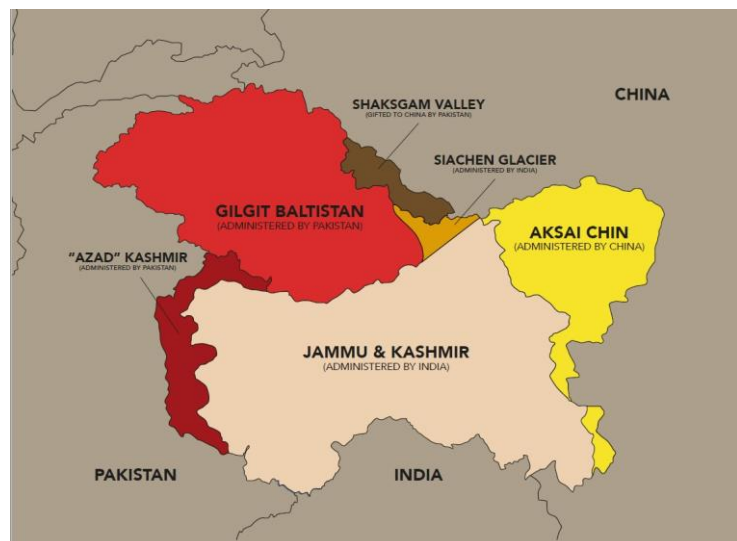 CHINA
SHAKSGAM VALLEY
(GIFTED TO CHINA BY PAKISTAN)
SIACHEN GLACIER
(ADMINISTERED BY INDIA)
GILGIT BALTISTAN
(ADMINISTERED BY PAKISTAN)
AKSAI CHIN
(ADMINISTERED BY CHINA)
"AZAD" KASHMIR
(ADMINISTERED BY PAKISTAN)
JAMMU & KASHMIR
(ADMINISTERED BY INDIA)
PAKISTAN
INDIA